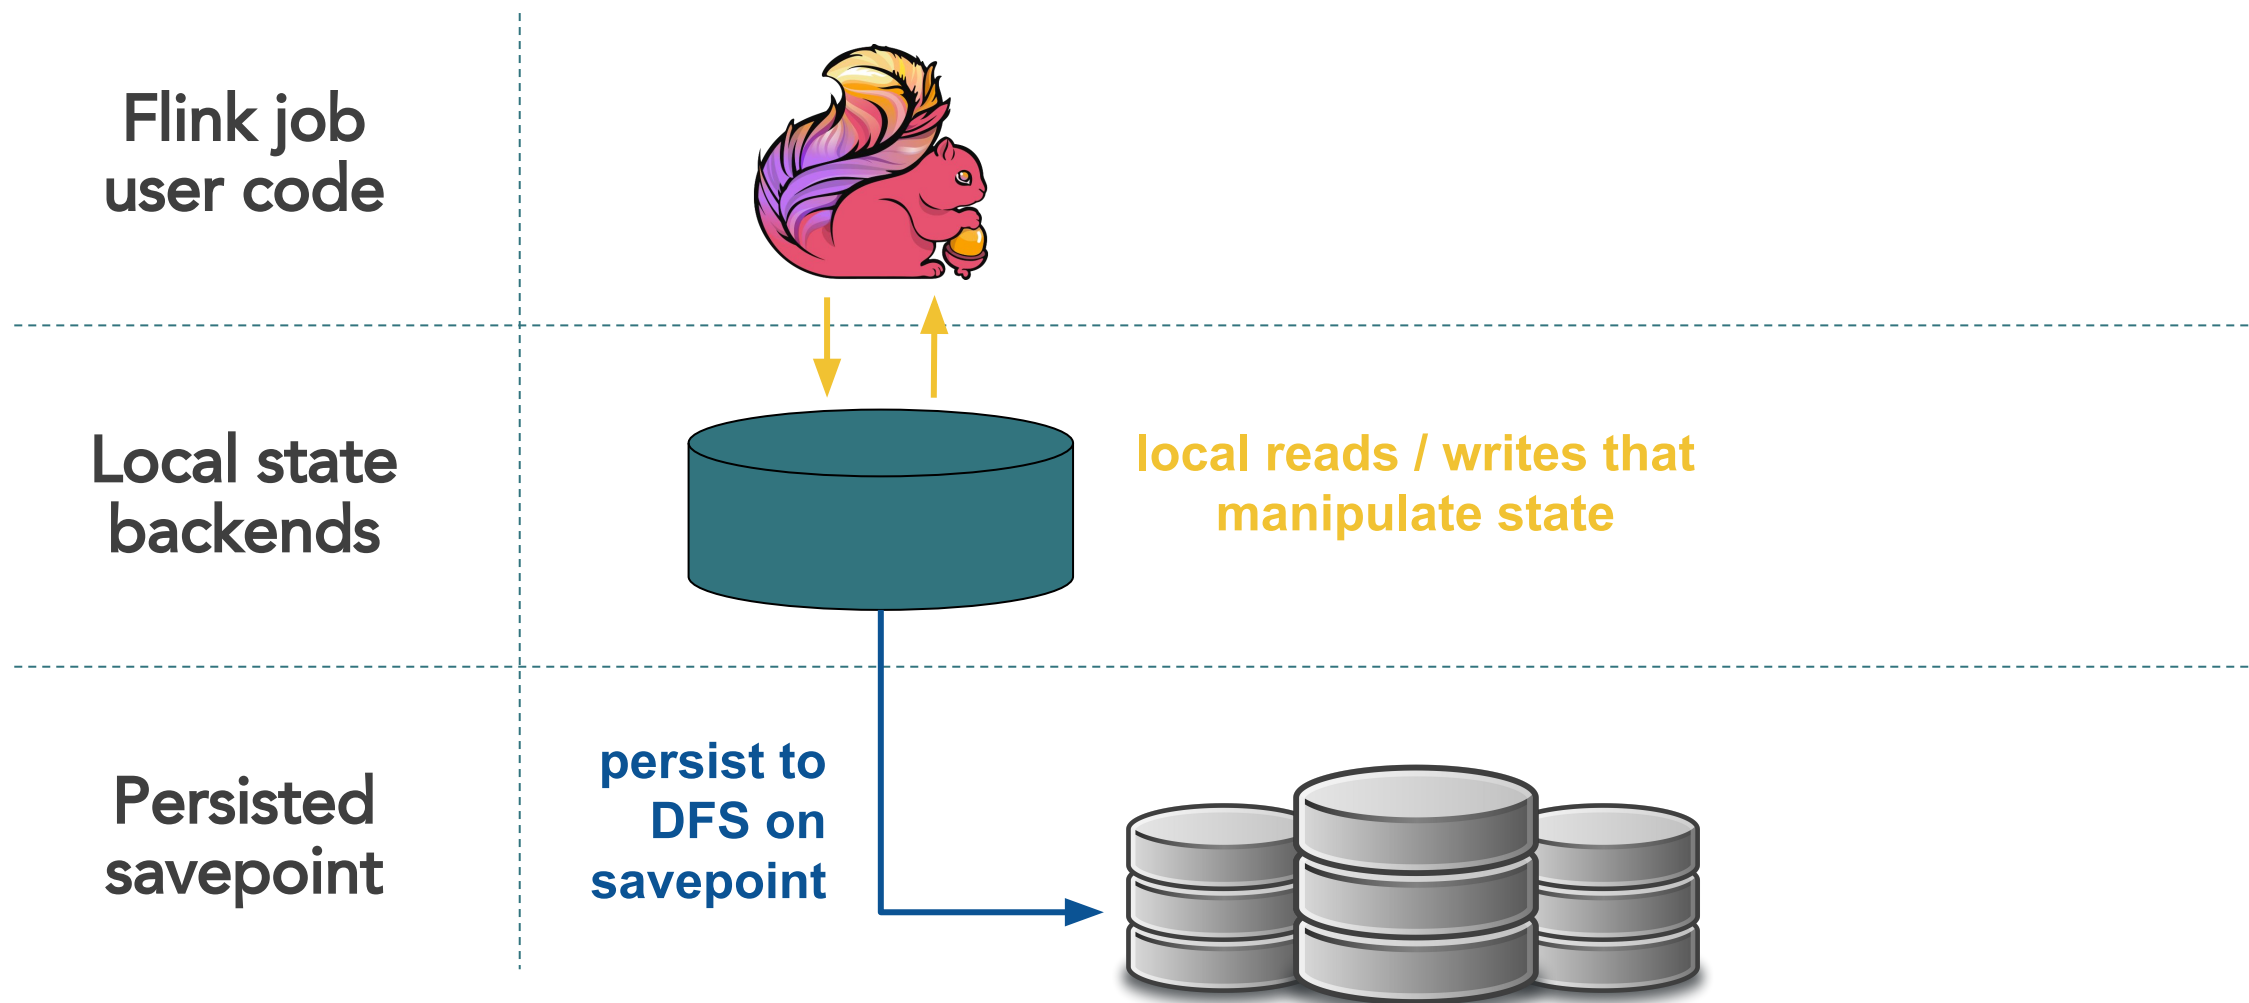 Flink job
user code
Local state
backends
local reads / writes that
manipulate state
Persisted
savepoint
persist to
DFS on
savepoint